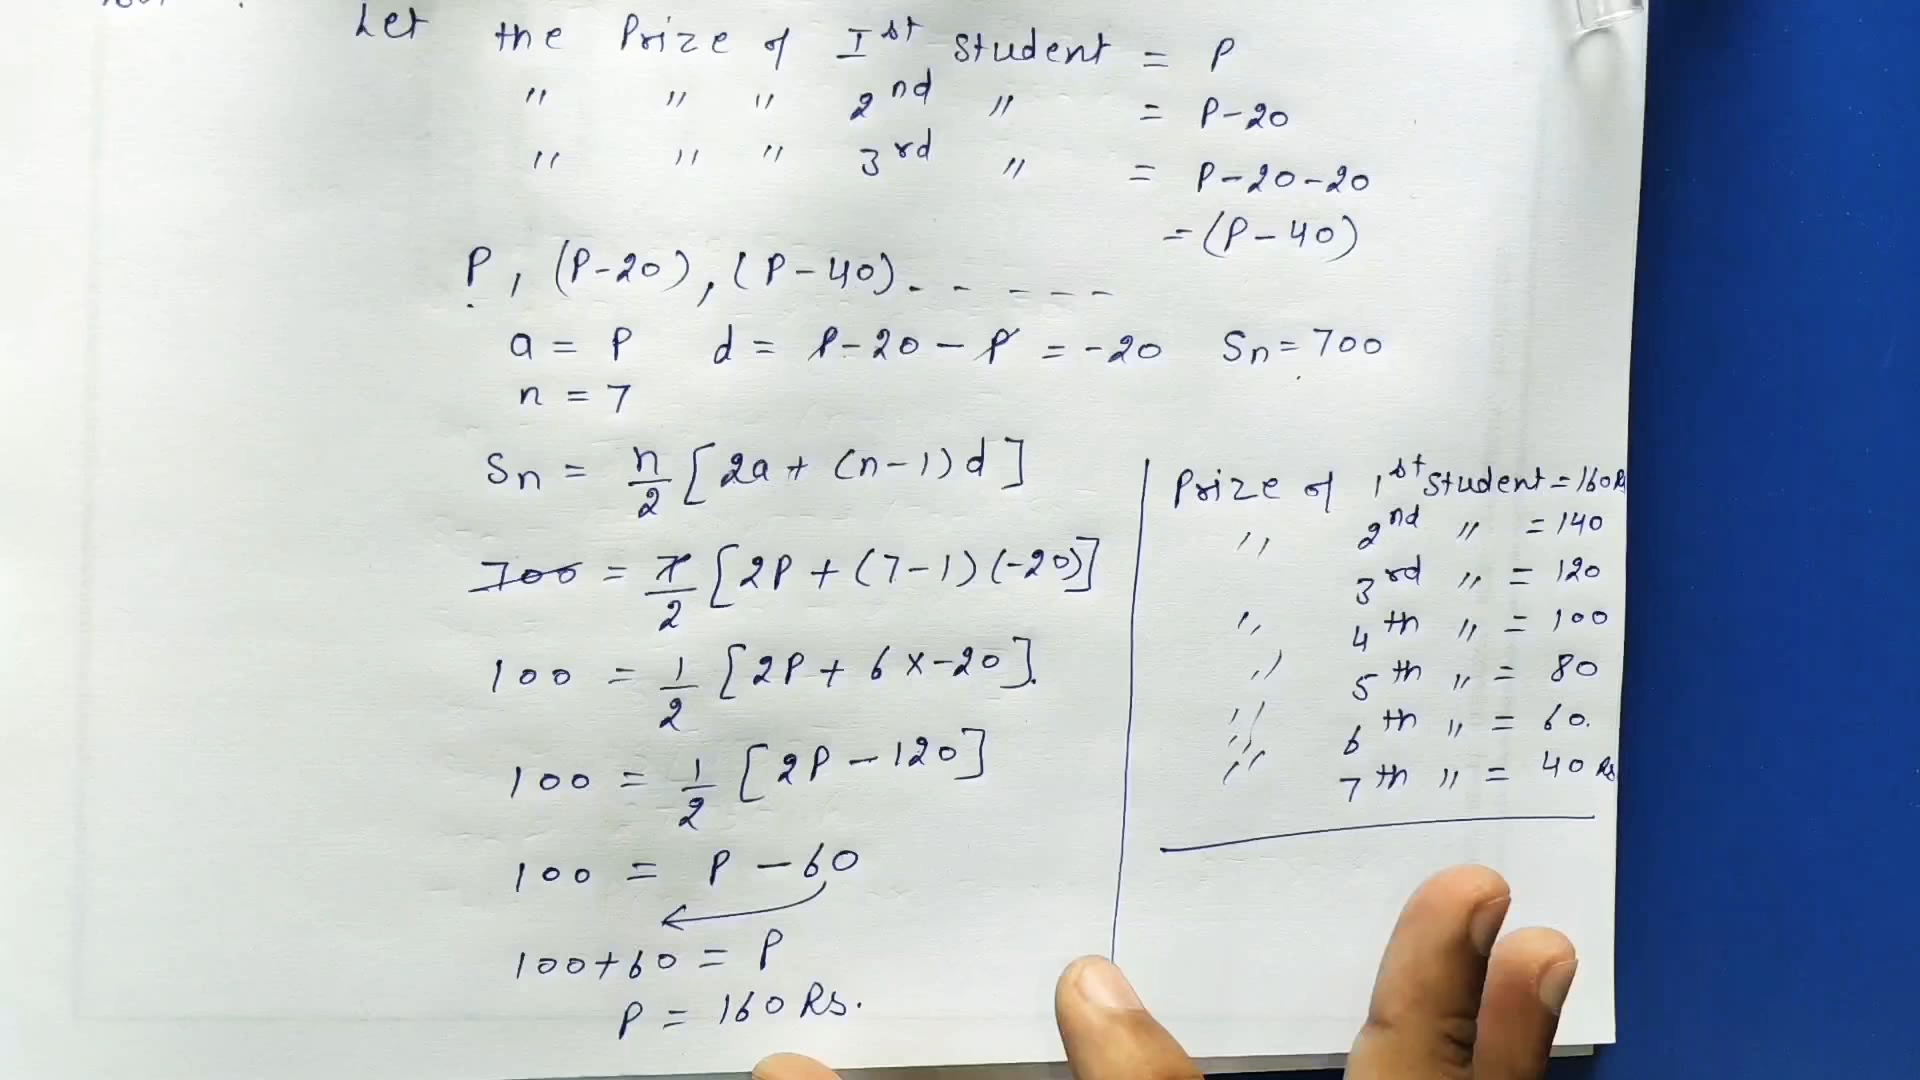 Let the Prize of Ist Student = P
" " " 2nd " = P-20
" " " 3rd " = P-20-20
= (P-40)
P, (P-20), (P-40). - - - - -
a = P d = P-20-P = -20 Sn = 700
n = 7
Sn = n/2 [2a + (n-1)d]
700 = 7/2 [2P + (7-1)(-20)]
100 = 1/2 [2P + 6x-20].
100 = 1/2 [2P - 120]
100 = P - 60
100+60 = P
P = 160 Rs.
Prize of 1st Student = 160 Rs
" 2nd " = 140
3rd " = 120
" 4th " = 100
" 5th " = 80
" 6th " = 60.
" 7th " = 40 Rs